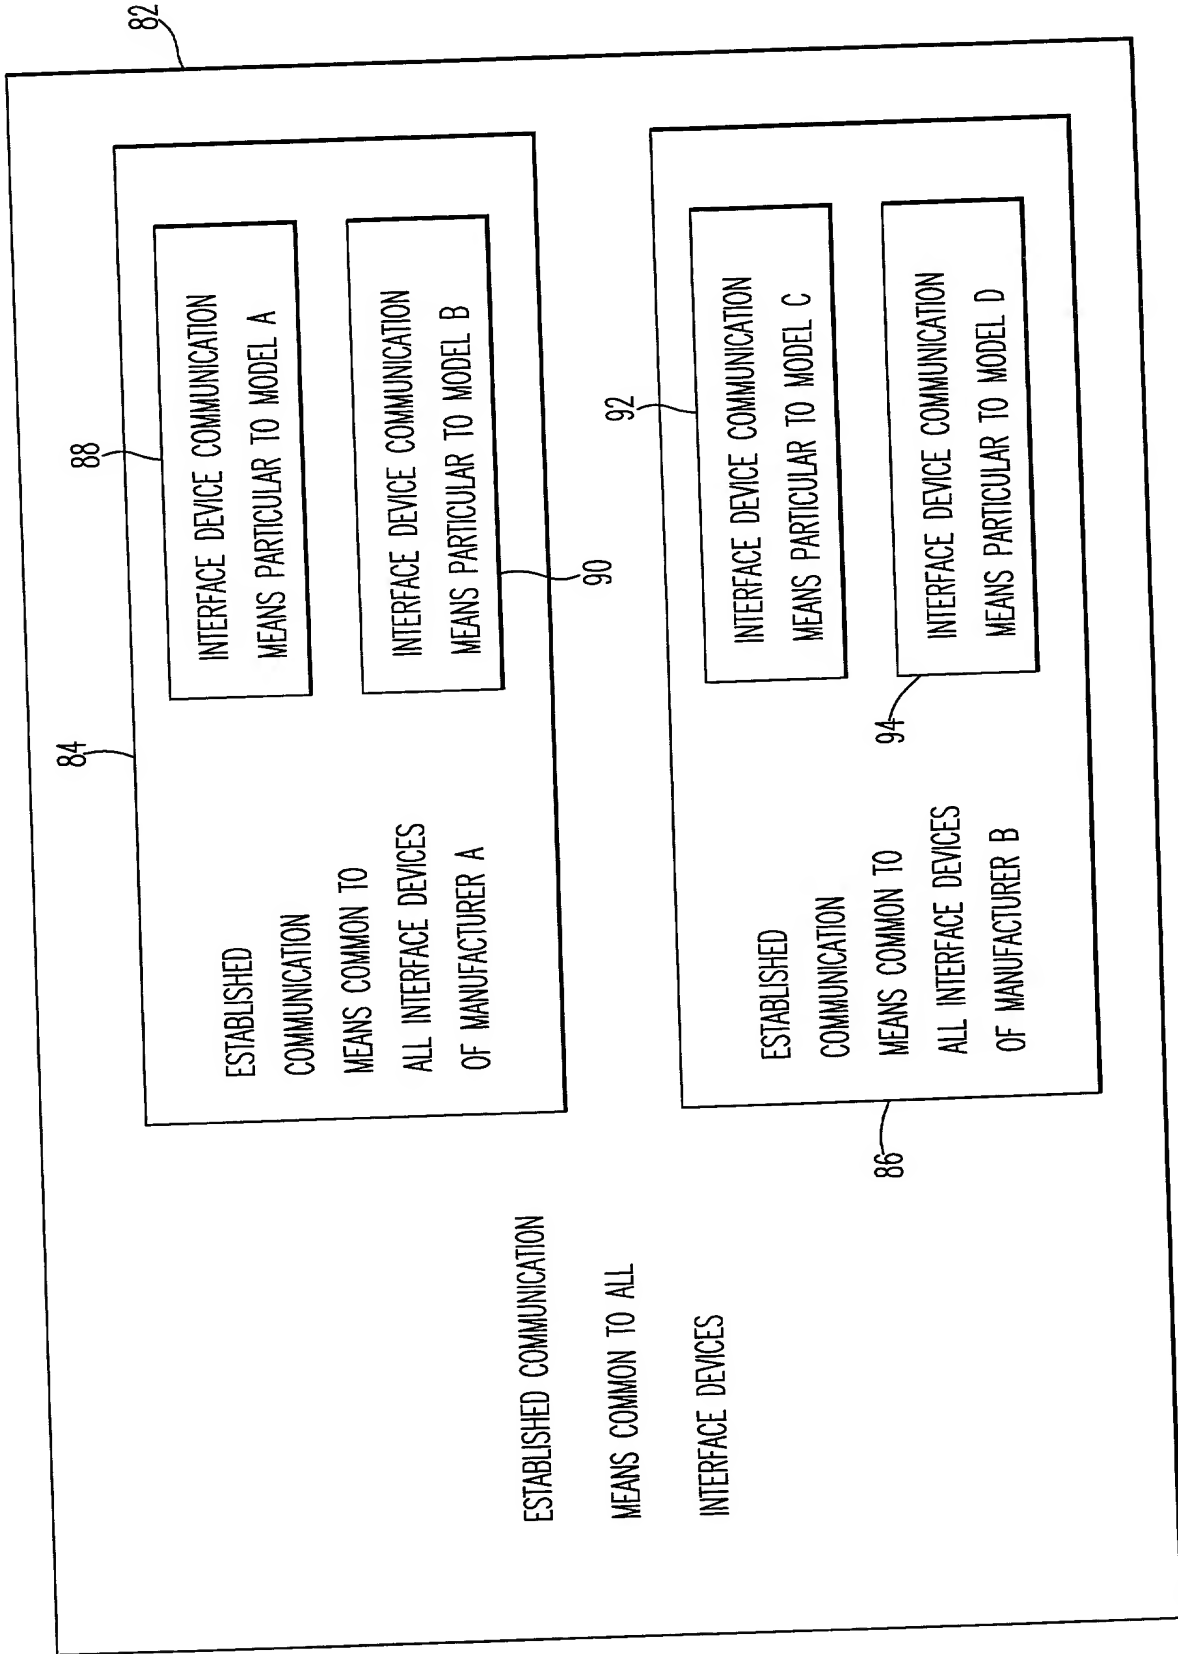 82
84
88
INTERFACE DEVICE COMMUNICATION
MEANS PARTICULAR TO MODEL A
ESTABLISHED
COMMUNICATION
MEANS COMMON TO
ALL INTERFACE DEVICES
OF MANUFACTURER A
INTERFACE DEVICE COMMUNICATION
MEANS PARTICULAR TO MODEL B
90
ESTABLISHED COMMUNICATION
MEANS COMMON TO ALL
INTERFACE DEVICES
92
INTERFACE DEVICE COMMUNICATION
MEANS PARTICULAR TO MODEL C
ESTABLISHED
COMMUNICATION
MEANS COMMON TO
ALL INTERFACE DEVICES
OF MANUFACTURER B
94
INTERFACE DEVICE COMMUNICATION
MEANS PARTICULAR TO MODEL D
86